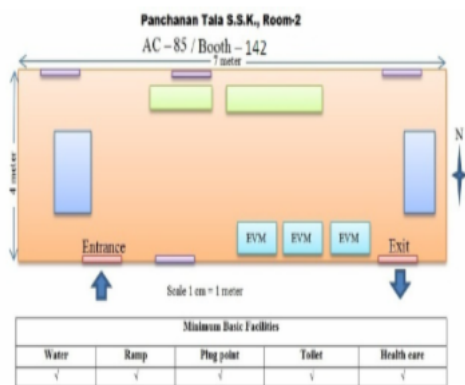 Panchanan Tala S.S.K., Room-2
AC – 85 / Booth – 142
7 meter
4 meter
N
EVM EVM EVM
Entrance
Exit
Scale 1 cm = 1 meter
Minimum Basic Facilities
Water Ramp Plug point Toilet Health care
√ √ √ √ √